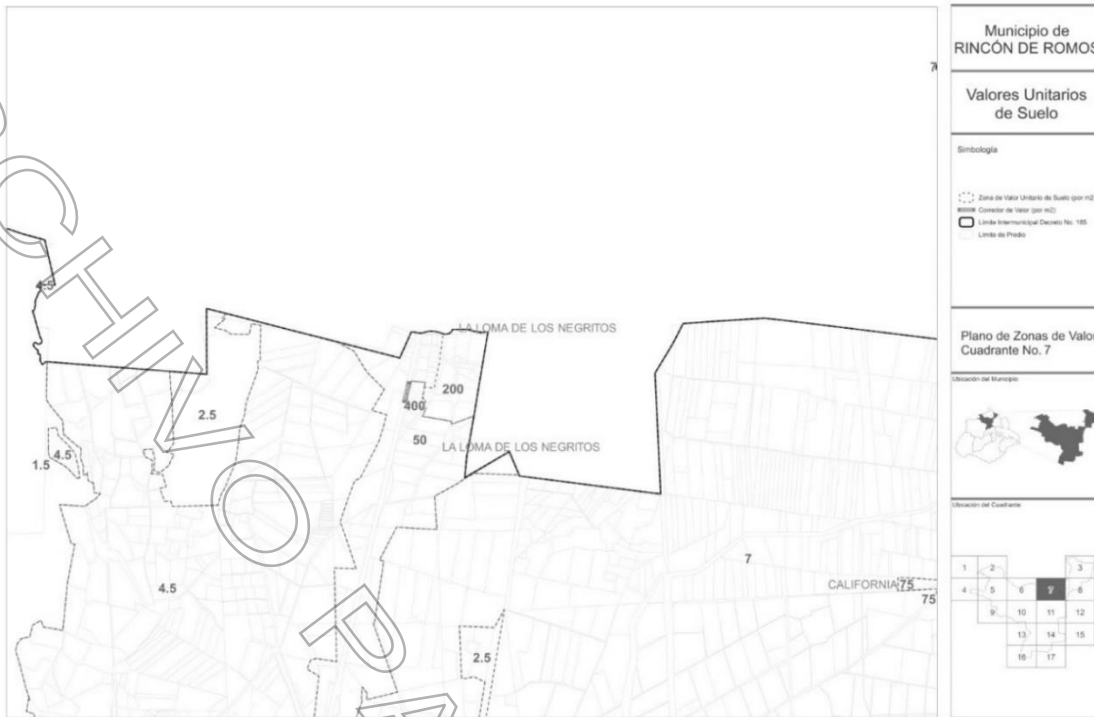 Municipio de
RINCÓN DE ROMOS
Valores Unitarios
de Suelo
Simbología
Zona de Valor Unitario de Suelo (por m2)
Corredor de Valor (por m2)
Límite Intermunicipal Decreto No. 185
Límite de Predio
Plano de Zonas de Valor
Cuadrante No. 7
Ubicación del Municipio
Ubicación del Cuadrante
1 2 3
4 5 6 7 8
9 10 11 12
13 14 15
16 17
7
4.5
LA LOMA DE LOS NEGRITOS
200
400
2.5
50
LA LOMA DE LOS NEGRITOS
4.5
1.5
7
4.5
CALIFORNIA 75
75
2.5
CHIVO PA